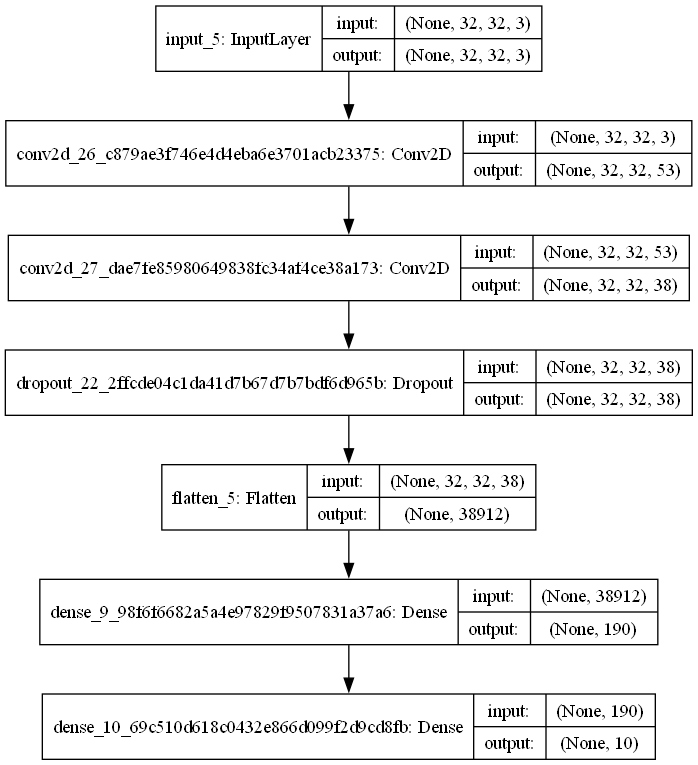 input_5: InputLayer
input: (None, 32, 32, 3)
output: (None, 32, 32, 3)
conv2d_26_c879ae3f746e4d4eba6e3701acb23375: Conv2D
input: (None, 32, 32, 3)
output: (None, 32, 32, 53)
conv2d_27_dae7fe85980649838fc34af4ce38a173: Conv2D
input: (None, 32, 32, 53)
output: (None, 32, 32, 38)
dropout_22_2ffcde04c1da41d7b67d7b7bdf6d965b: Dropout
input: (None, 32, 32, 38)
output: (None, 32, 32, 38)
flatten_5: Flatten
input: (None, 32, 32, 38)
output: (None, 38912)
dense_9_98f6f6682a5a4e97829f9507831a37a6: Dense
input: (None, 38912)
output: (None, 190)
dense_10_69c510d618c0432e866d099f2d9cd8fb: Dense
input: (None, 190)
output: (None, 10)